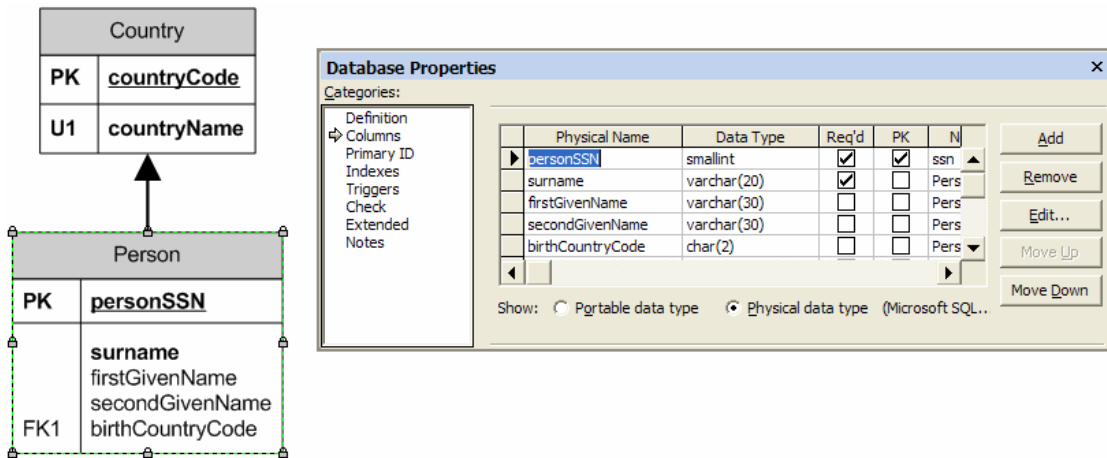 Country
PK countryCode
U1 countryName
Person
PK personSSN
surname
firstGivenName
secondGivenName
FK1 birthCountryCode
Database Properties
Categories:
Definition
Columns
Primary ID
Indexes
Triggers
Check
Extended
Notes
Physical Name Data Type Req'd PK N
personSSN smallint ssn
surname varchar(20) Pers
firstGivenName varchar(30)
secondGivenName varchar(30)
birthCountryCode char(2) Pers
Show: Portable data type Physical data type (Microsoft SQL..
Add
Remove
Edit...
Move Up
Move Down